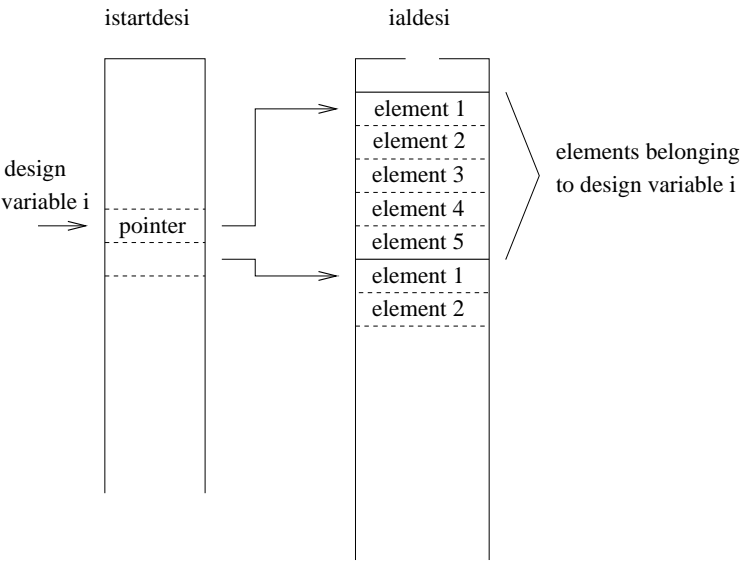 istartdesi
ialdesi
design
variable i
pointer
element 1
element 2
element 3
element 4
element 5
element 1
element 2
elements belonging
to design variable i